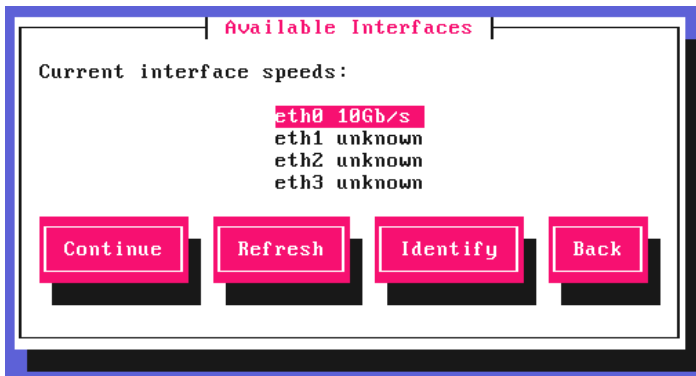 Available Interfaces
Current interface speeds:
eth0 10Gb/s
eth1 unknown
eth2 unknown
eth3 unknown
Continue Refresh Identify Back